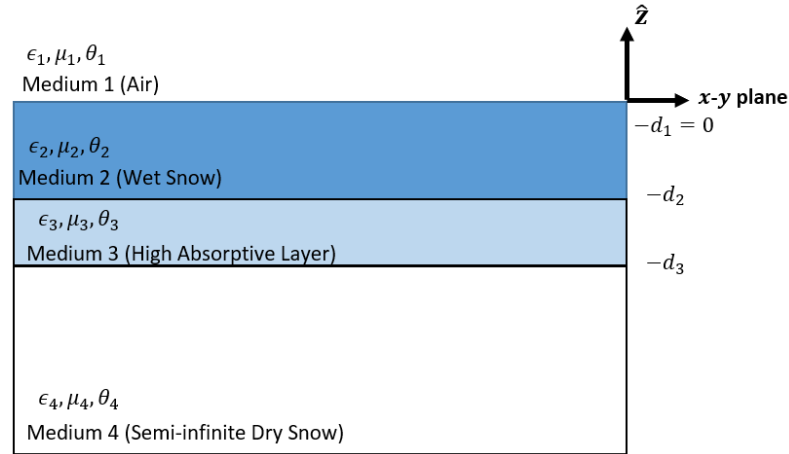 ẑ
ϵ₁, μ₁, θ₁
Medium 1 (Air)
x-y plane
−d₁ = 0
ϵ₂, μ₂, θ₂
Medium 2 (Wet Snow)
−d₂
ϵ₃, μ₃, θ₃
Medium 3 (High Absorptive Layer)
−d₃
ϵ₄, μ₄, θ₄
Medium 4 (Semi-infinite Dry Snow)